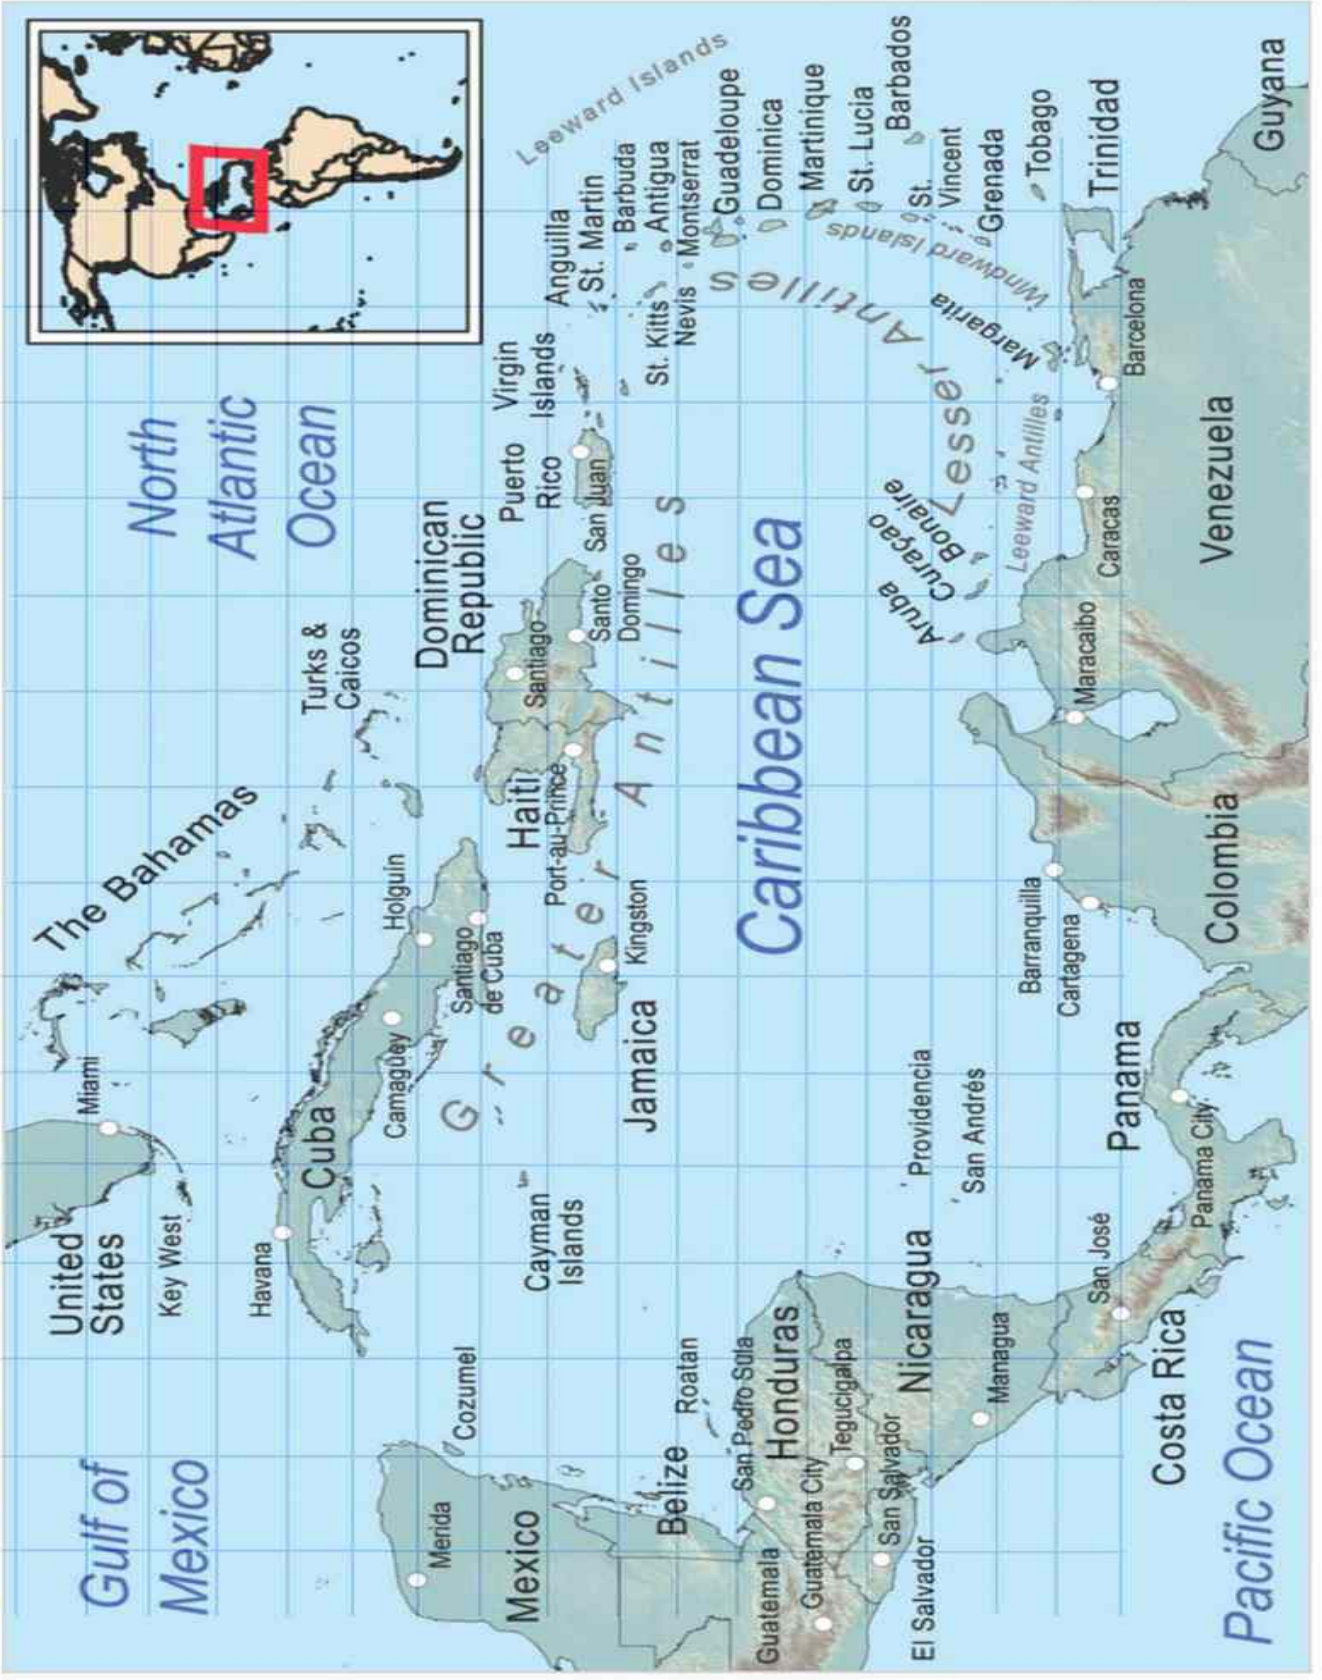 Gulf of
Mexico
United
States
Miami
Key West
The Bahamas
North
Atlantic
Ocean
Havana
Cuba
Camagüey
Holguin
Santiago
de Cuba
Turks &
Caicos
Merida
Cozumel
Mexico
Cayman
Islands
Greater Antilles
Jamaica
Kingston
Haiti
Port-au-Prince
Dominican
Republic
Santiago
Santo
Domingo
Puerto
Rico
San Juan
Virgin
Islands
Anguilla
St. Martin
Leeward Islands
Barbuda
St. Kitts
Antigua
Nevis
Montserrat
Guadeloupe
Dominica
Martinique
St. Lucia
Barbados
St.
Vincent
Grenada
Windward Islands
Lesser Antilles
Tobago
Trinidad
Belize
Roatan
San Pedro Sula
Guatemala
Honduras
Guatemala City
Tegucigalpa
San Salvador
El Salvador
Nicaragua
Managua
Caribbean Sea
Providencia
San Andrés
Aruba
Curaçao
Bonaire
Leeward Antilles
Margarita
Barranquilla
Cartagena
Maracaibo
Caracas
Barcelona
San José
Costa Rica
Panama
Panama City
Colombia
Venezuela
Guyana
Pacific Ocean